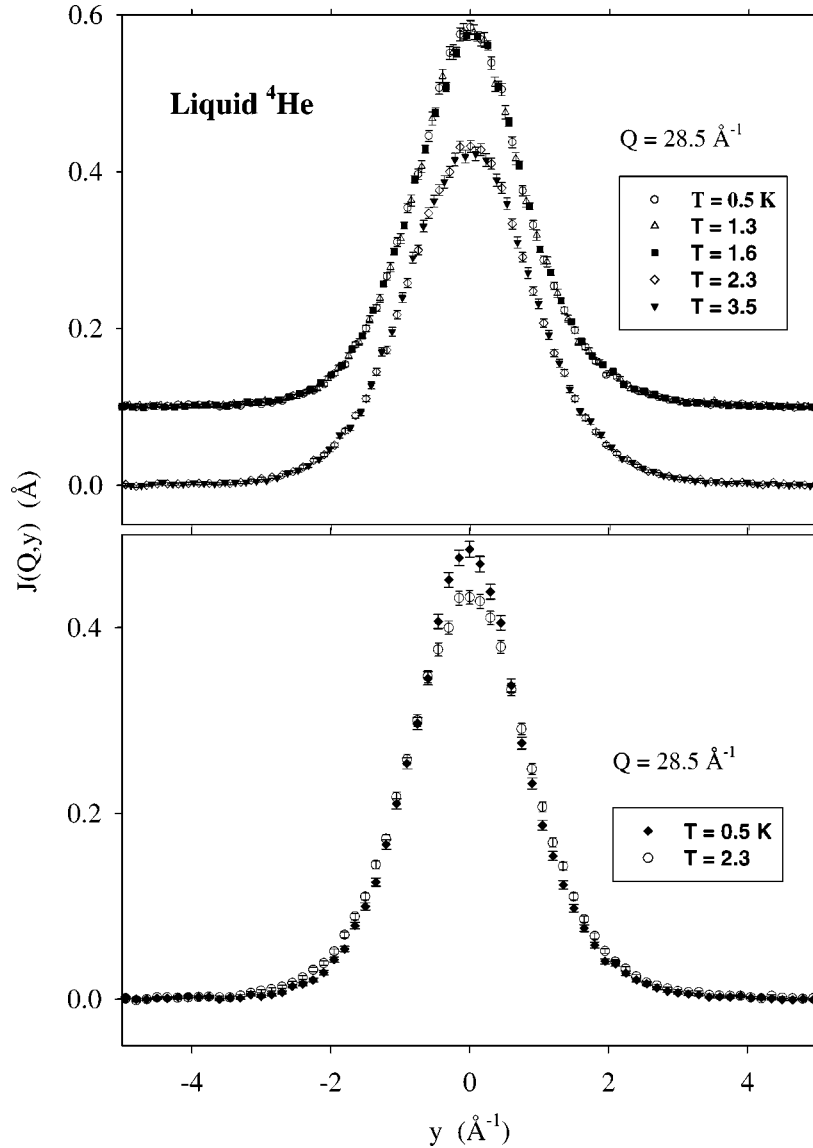 0.6
Liquid ⁴He
Q = 28.5 Å⁻¹
T = 0.5 K
T = 1.3
T = 1.6
T = 2.3
T = 3.5
0.4
0.2
0.0
J(Q,y) (Å)
0.4
Q = 28.5 Å⁻¹
T = 0.5 K
T = 2.3
0.2
0.0
-4 -2 0 2 4
y (Å⁻¹)